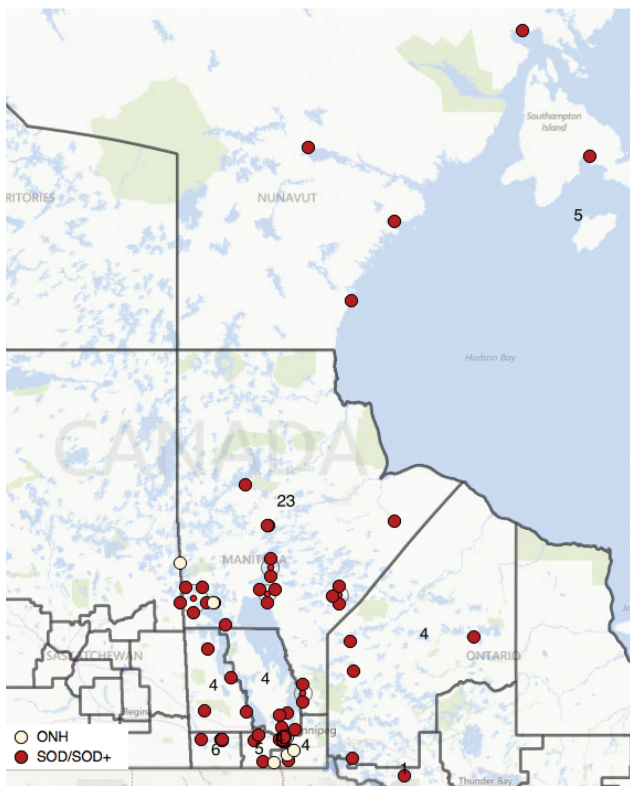 Southampton
Island
RITORIES
NUNAVUT
5
Hudson Bay
CANADA
23
MANITOBA
4
SASKATCHEWAN
ONTARIO
4
4
Regina
nnipeg
ONH
SOD/SOD+
6
5
4
1
Thunder Bay